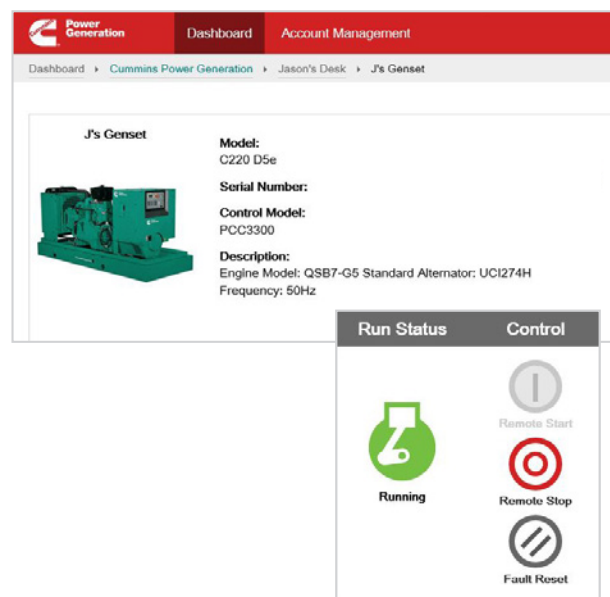 Power
Generation
Dashboard
Account Management
Dashboard ▸ Cummins Power Generation ▸ Jason's Desk ▸ J's Genset
J's Genset
Model:
C220 D5e
Serial Number:
Control Model:
PCC3300
Description:
Engine Model: QSB7-G5 Standard Alternator: UCI274H
Frequency: 50Hz
Run Status
Control
Remote Start
Running
Remote Stop
Fault Reset